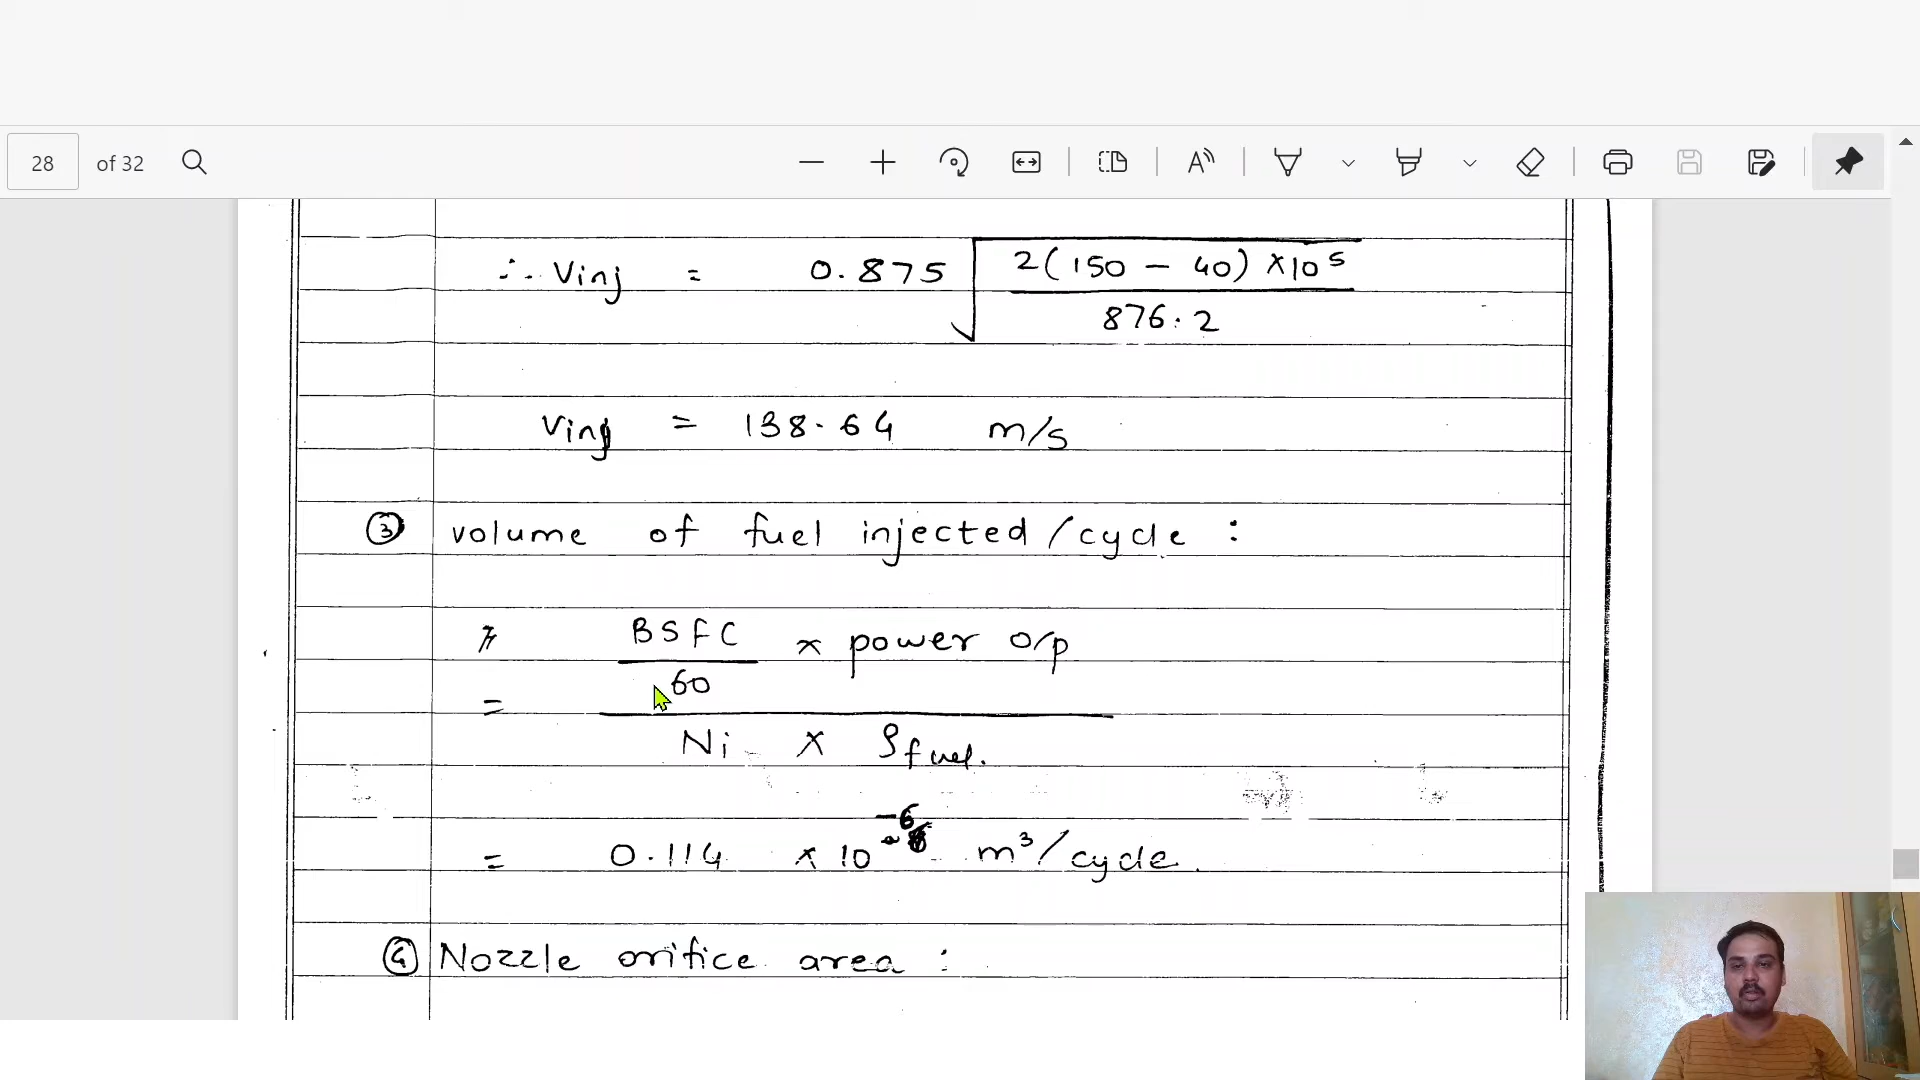 28 of 32
∴ Vinj = 0.875 √ 2(150 - 40) ×10⁵
876.2
Vinj = 138.64 m/s
③ volume of fuel injected/cycle :
BSFC × power o/p
60
=
Ni × ρfuel.
= 0.114 ×10⁻⁶ m³/cycle.
④ Nozzle orifice area :